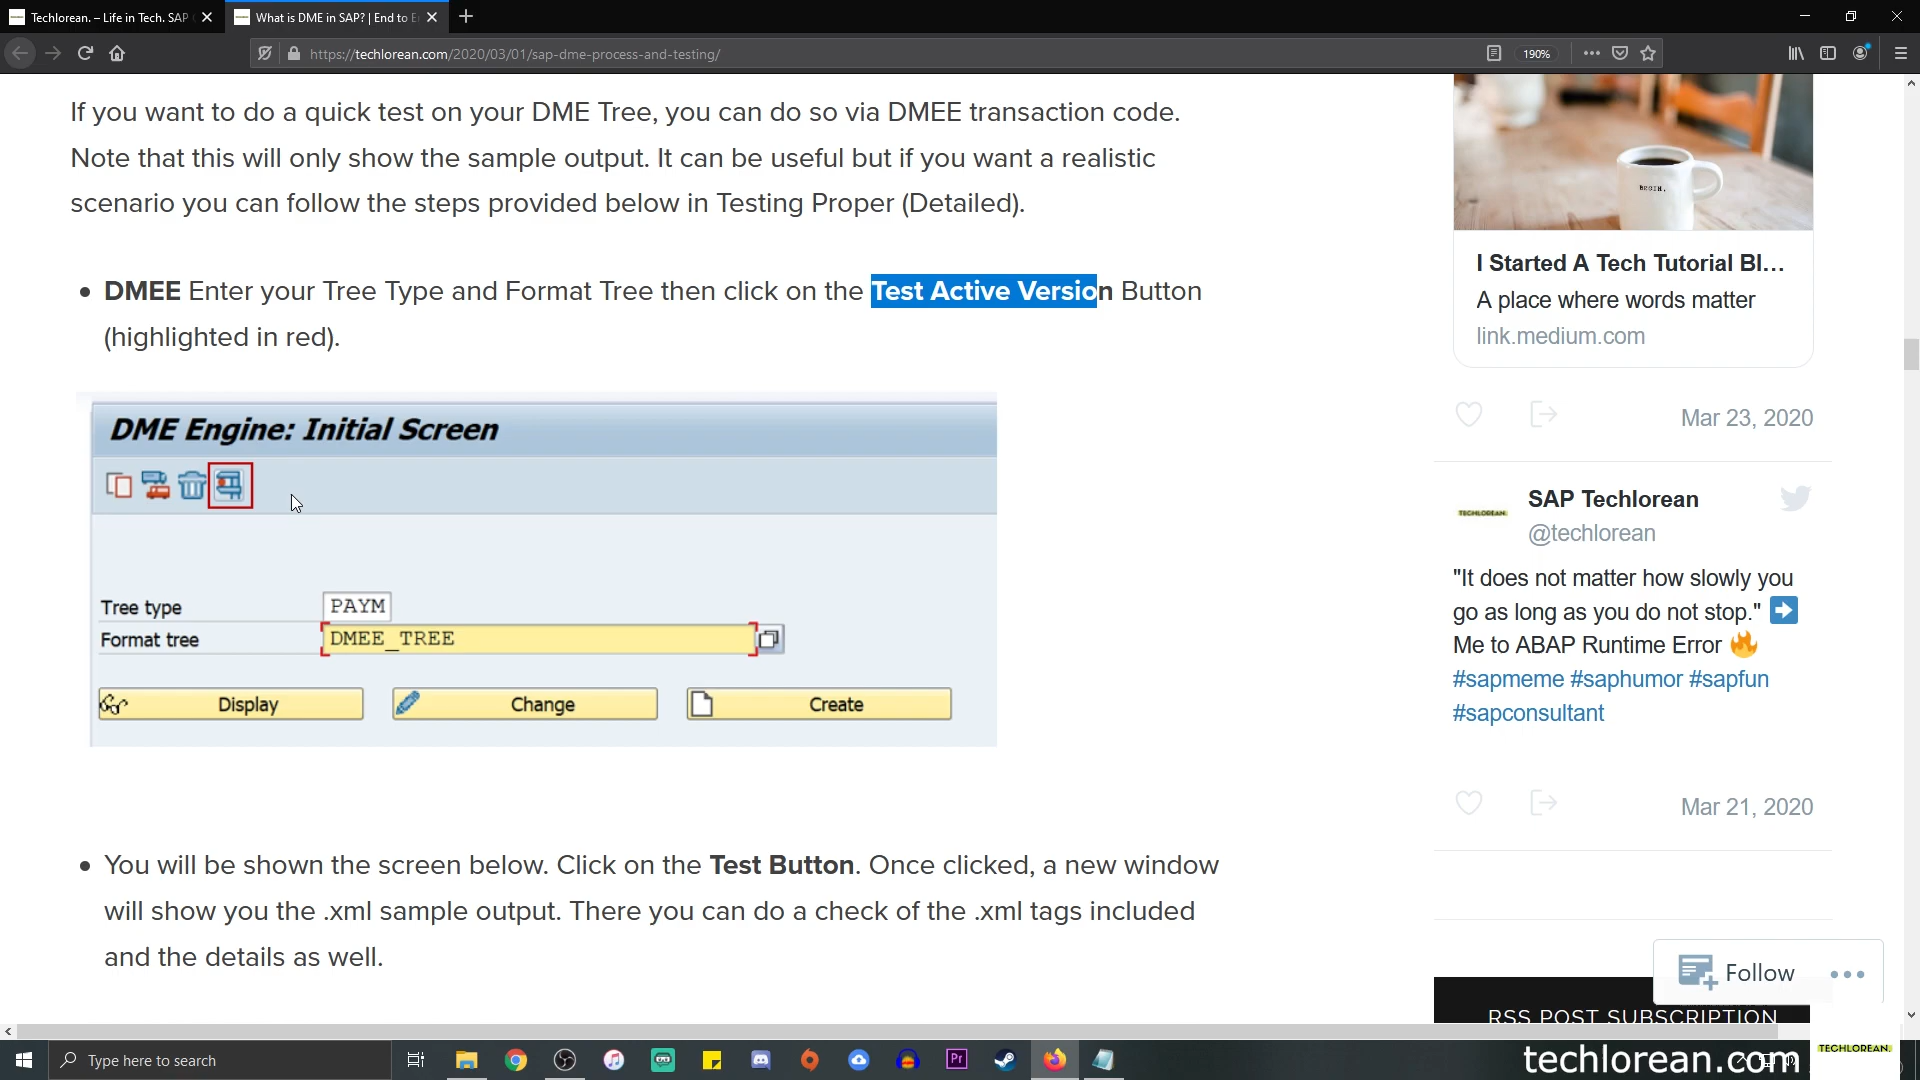 Techlorean. – Life in Tech. SAP
What is DME in SAP? | End to E
https://techlorean.com/2020/03/01/sap-dme-process-and-testing/
190%
If you want to do a quick test on your DME Tree, you can do so via DMEE transaction code.
Note that this will only show the sample output. It can be useful but if you want a realistic
scenario you can follow the steps provided below in Testing Proper (Detailed).
DMEE Enter your Tree Type and Format Tree then click on the Test Active Version Button
(highlighted in red).
DME Engine: Initial Screen
Tree type PAYM
Format tree DMEE_TREE
Display Change Create
You will be shown the screen below. Click on the Test Button. Once clicked, a new window
will show you the .xml sample output. There you can do a check of the .xml tags included
and the details as well.
BEGIN.
I Started A Tech Tutorial Bl...
A place where words matter
link.medium.com
Mar 23, 2020
TECHLOREAN.
SAP Techlorean
@techlorean
"It does not matter how slowly you
go as long as you do not stop." ➡
Me to ABAP Runtime Error 🔥
#sapmeme #saphumor #sapfun
#sapconsultant
Mar 21, 2020
Follow
RSS POST SUBSCRIPTION
Type here to search
Pr
techlorean.com
TECHLOREAN.